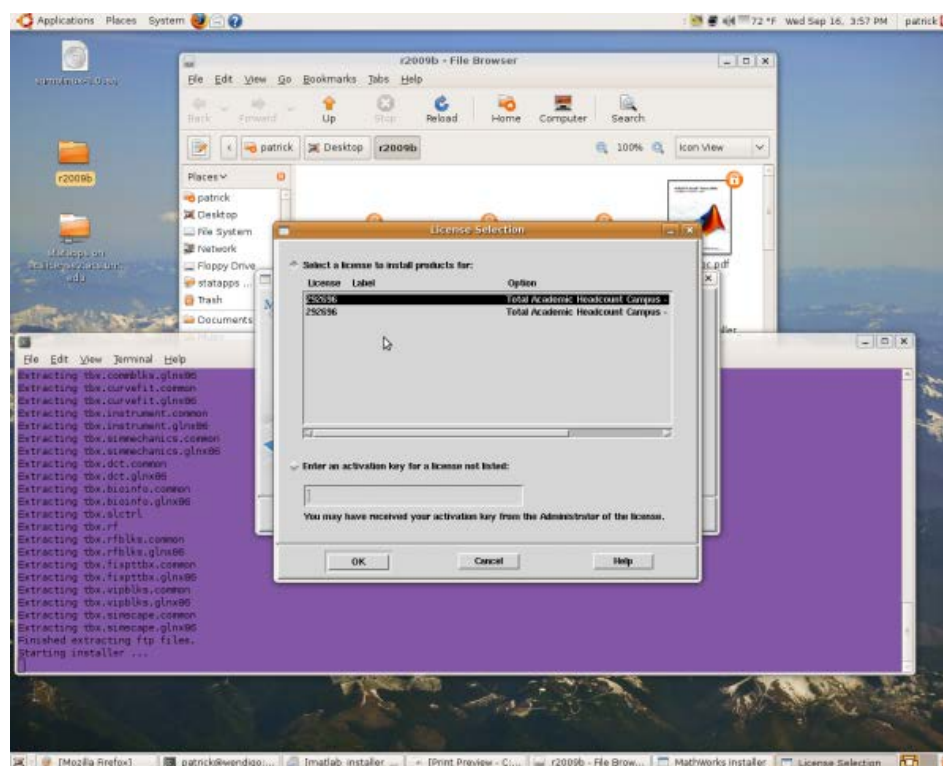 Applications Places System 72 °F Wed Sep 16, 3:57 PM patrick
r2009b - File Browser
File Edit View Go Bookmarks Tabs Help
Back Forward Up Stop Reload Home Computer Search
patrick Desktop r2009b 100% Icon View
r2009b
Places
patrick
Desktop
File System
Network
Floppy Drive
statapps ...
Trash
Documents
License Selection
Select a license to install products for:
License Label Option
292696 Total Academic Headcount Campus -
292696 Total Academic Headcount Campus -
Enter an activation key for a license not listed:
You may have received your activation key from the Administrator of the license.
OK Cancel Help
File Edit View Terminal Help
Extracting tbx.commblks.glnx86
Extracting tbx.curvefit.common
Extracting tbx.curvefit.glnx86
Extracting tbx.instrument.common
Extracting tbx.instrument.glnx86
Extracting tbx.simmechanics.common
Extracting tbx.simmechanics.glnx86
Extracting tbx.dct.common
Extracting tbx.dct.glnx86
Extracting tbx.bioinfo.common
Extracting tbx.bioinfo.glnx86
Extracting tbx.slctrl
Extracting tbx.rf
Extracting tbx.rfblks.common
Extracting tbx.rfblks.glnx86
Extracting tbx.fixpttbx.common
Extracting tbx.fixpttbx.glnx86
Extracting tbx.vipblks.common
Extracting tbx.vipblks.glnx86
Extracting tbx.simscape.common
Extracting tbx.simscape.glnx86
Finished extracting ftp files.
Starting installer ...
[Mozilla Firefox] patrick@wendigo:... [matlab installer ... [Print Preview - C:... r2009b - File Brow... MathWorks Installer License Selection